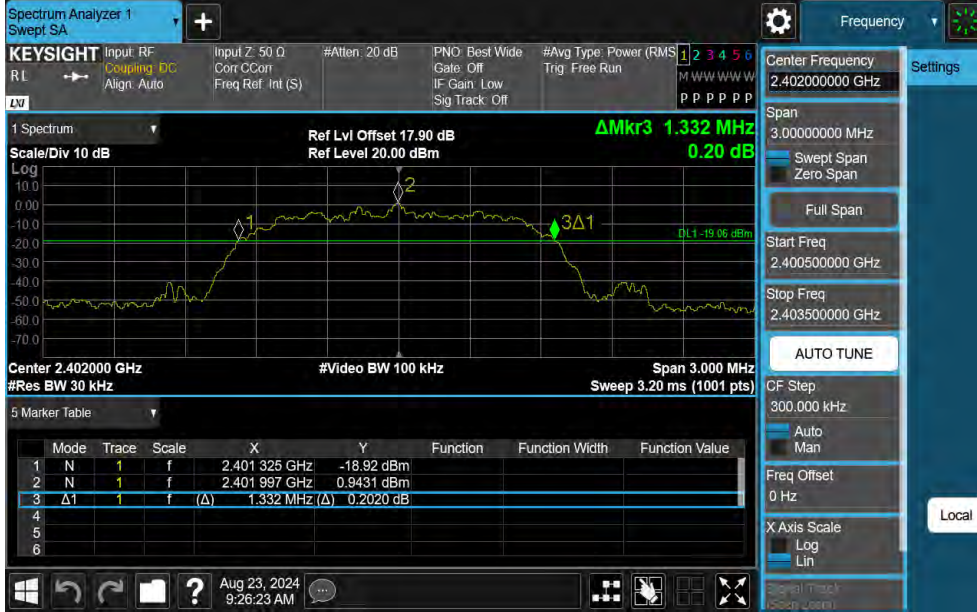 Spectrum Analyzer 1
Swept SA
+
Frequency
KEYSIGHT
RL
LXI
Input: RF
Coupling: DC
Align: Auto
Input Z: 50 Ω
Corr CCorr
Freq Ref: Int (S)
#Atten: 20 dB
PNO: Best Wide
Gate: Off
IF Gain: Low
Sig Track: Off
#Avg Type: Power (RMS
Trig: Free Run
1 2 3 4 5 6
M W W W W W
P P P P P P
1 Spectrum
Scale/Div 10 dB
Ref Lvl Offset 17.90 dB
Ref Level 20.00 dBm
ΔMkr3 1.332 MHz
0.20 dB
Log
10.0
0.00
-10.0
-20.0
-30.0
-40.0
-50.0
-60.0
-70.0
1
2
3Δ1
DL1 -19.06 dBm
Center 2.402000 GHz
#Res BW 30 kHz
#Video BW 100 kHz
Span 3.000 MHz
Sweep 3.20 ms (1001 pts)
5 Marker Table
Mode Trace Scale X Y Function Function Width Function Value
1 N 1 f 2.401 325 GHz -18.92 dBm
2 N 1 f 2.401 997 GHz 0.9431 dBm
3 Δ1 1 f (Δ) 1.332 MHz (Δ) 0.2020 dB
4
5
6
?
Aug 23, 2024
9:26:23 AM
Center Frequency
2.402000000 GHz
Span
3.00000000 MHz
Swept Span
Zero Span
Full Span
Start Freq
2.400500000 GHz
Stop Freq
2.403500000 GHz
AUTO TUNE
CF Step
300.000 kHz
Auto
Man
Freq Offset
0 Hz
X Axis Scale
Log
Lin
Signal Track
(Span Zoom)
Settings
Local